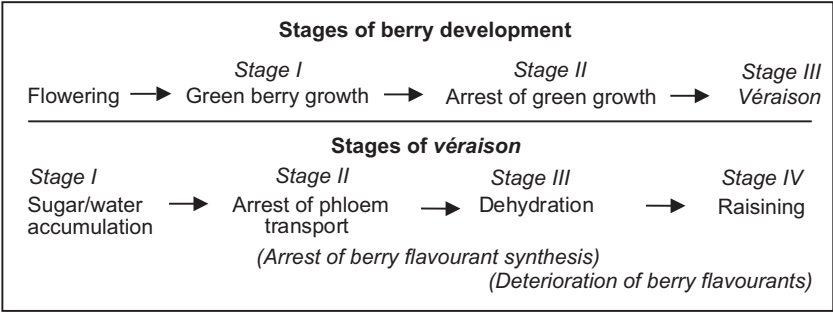 Stages of berry development
Stage I Stage II Stage III
Flowering → Green berry growth → Arrest of green growth → Véraison
Stages of véraison
Stage I Stage II Stage III Stage IV
Sugar/water → Arrest of phloem → Dehydration → Raisining
accumulation transport
(Arrest of berry flavourant synthesis)
(Deterioration of berry flavourants)